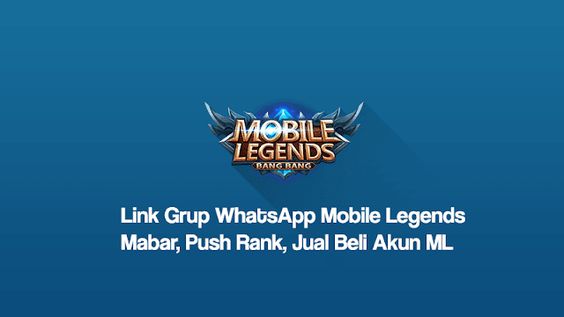 MOBILE
LEGENDS
BANG BANG
Link Grup WhatsApp Mobile Legends
Mabar, Push Rank, Jual Beli Akun ML